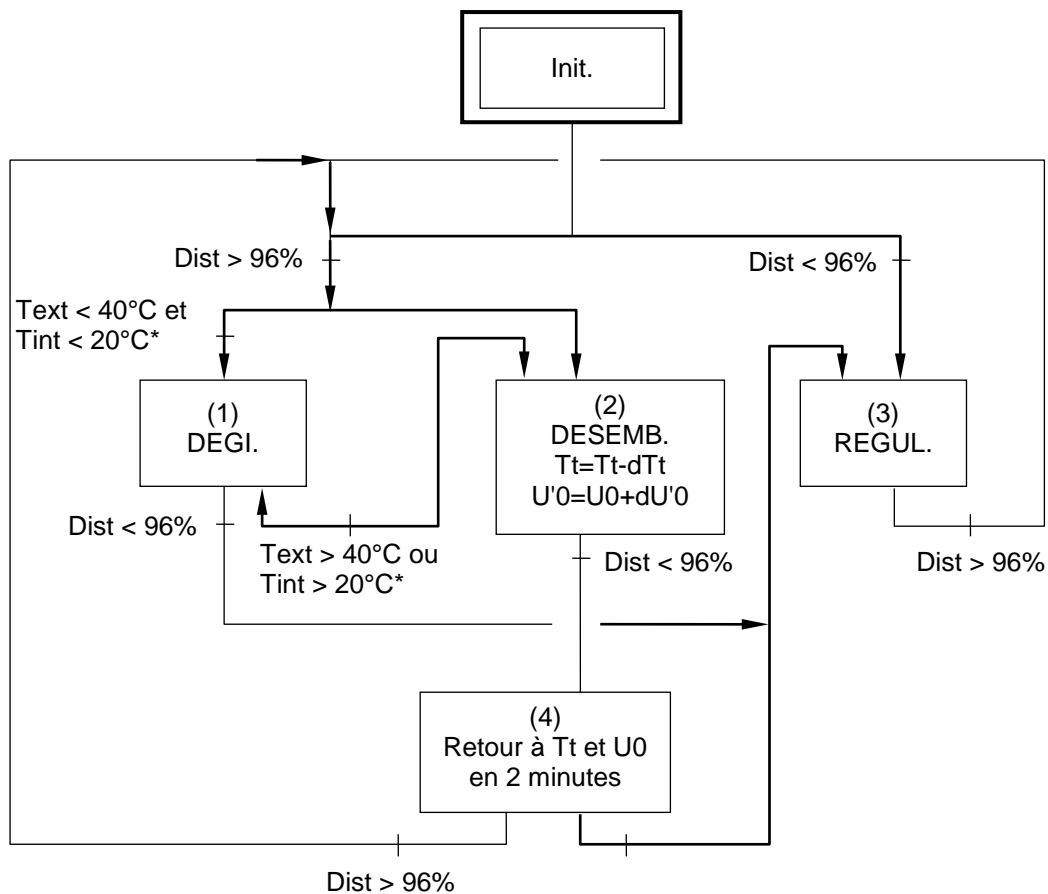 Init.
Dist > 96%
Dist < 96%
Text < 40°C et
Tint < 20°C*
(1)
DEGI.
(2)
DESEMB.
Tt=Tt-dTt
U'0=U0+dU'0
(3)
REGUL.
Dist < 96%
Text > 40°C ou
Tint > 20°C*
Dist < 96%
Dist > 96%
(4)
Retour à Tt et U0
en 2 minutes
Dist > 96%